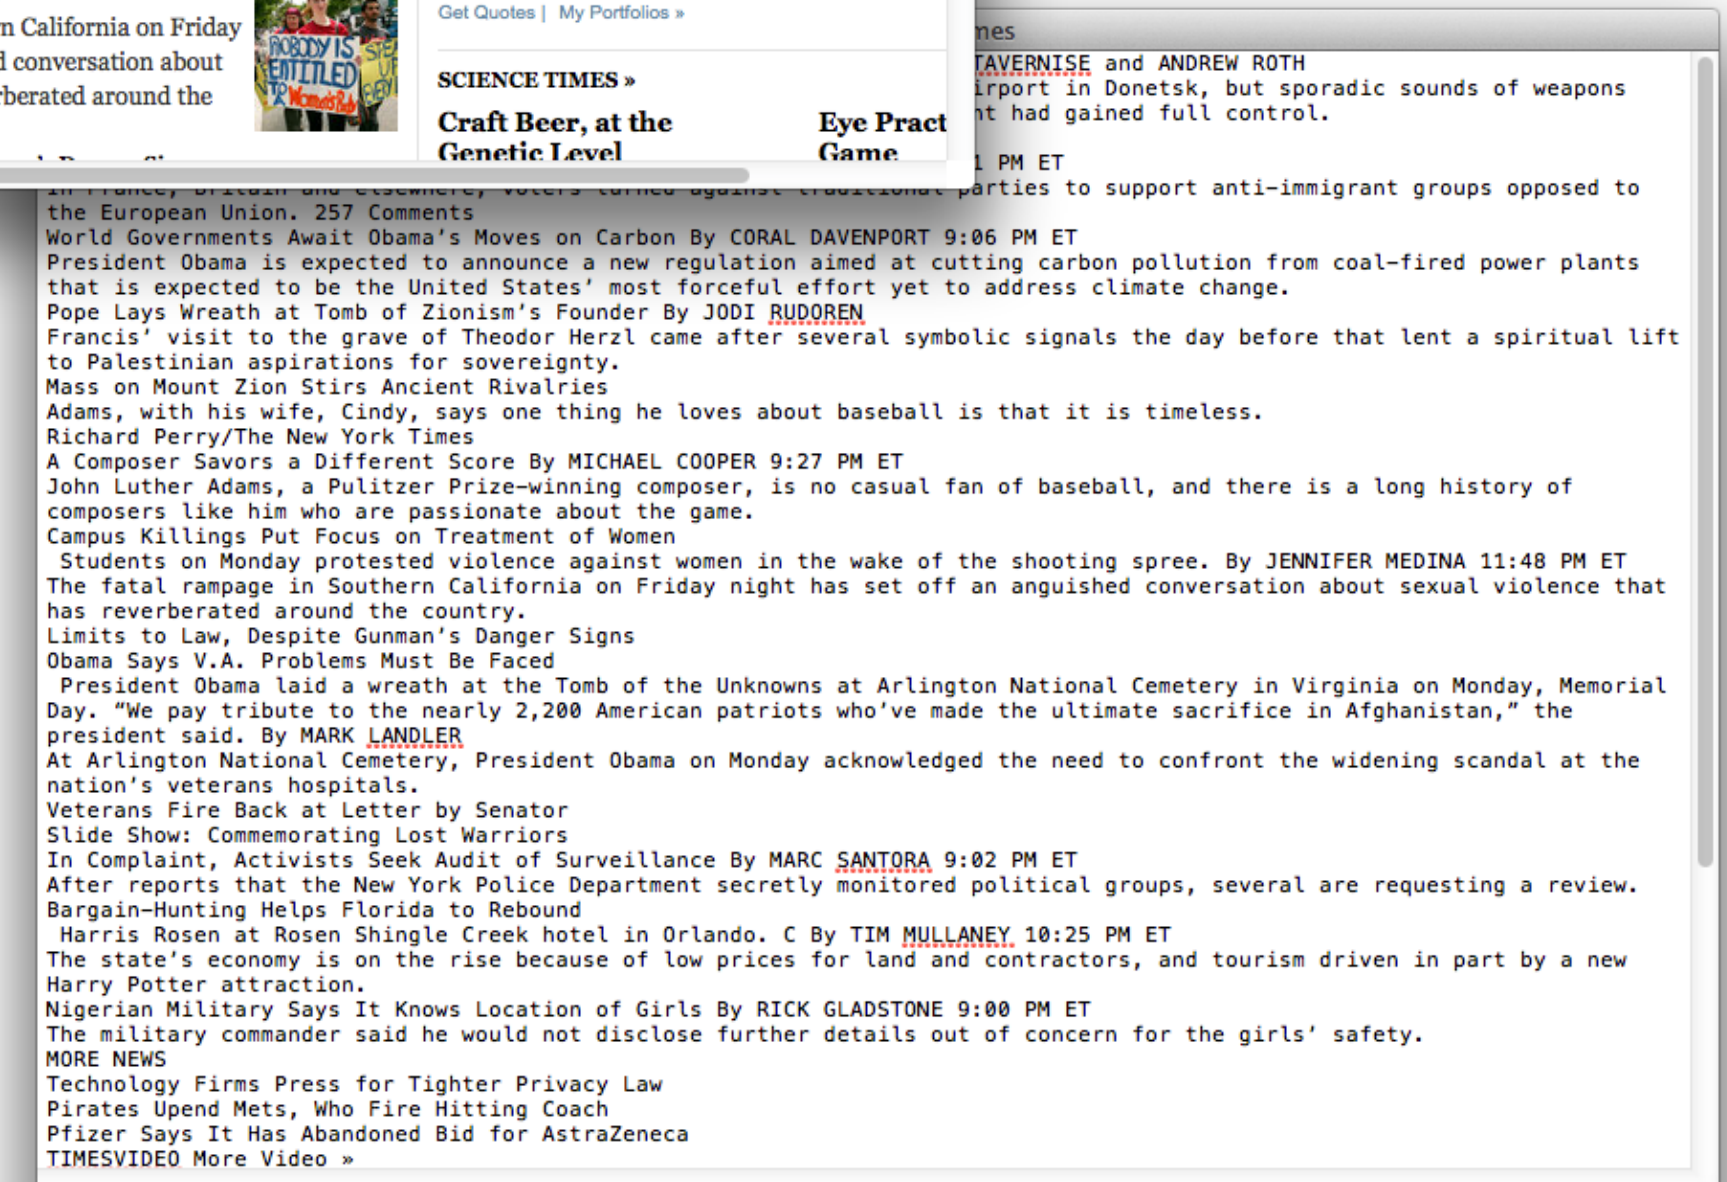 n California on Friday
d conversation about
rberated around the
NOBODY IS
ENTITLED
TO
Woman's Body
Get Quotes | My Portfolios »
SCIENCE TIMES »
Craft Beer, at the
Genetic Level
Eye Pract
Game
mes
TAVERNISE and ANDREW ROTH
irport in Donetsk, but sporadic sounds of weapons
nt had gained full control.
1 PM ET
In France, Britain and elsewhere, voters turned against traditional parties to support anti-immigrant groups opposed to
the European Union. 257 Comments
World Governments Await Obama’s Moves on Carbon By CORAL DAVENPORT 9:06 PM ET
President Obama is expected to announce a new regulation aimed at cutting carbon pollution from coal-fired power plants
that is expected to be the United States’ most forceful effort yet to address climate change.
Pope Lays Wreath at Tomb of Zionism’s Founder By JODI RUDOREN
Francis’ visit to the grave of Theodor Herzl came after several symbolic signals the day before that lent a spiritual lift
to Palestinian aspirations for sovereignty.
Mass on Mount Zion Stirs Ancient Rivalries
Adams, with his wife, Cindy, says one thing he loves about baseball is that it is timeless.
Richard Perry/The New York Times
A Composer Savors a Different Score By MICHAEL COOPER 9:27 PM ET
John Luther Adams, a Pulitzer Prize-winning composer, is no casual fan of baseball, and there is a long history of
composers like him who are passionate about the game.
Campus Killings Put Focus on Treatment of Women
Students on Monday protested violence against women in the wake of the shooting spree. By JENNIFER MEDINA 11:48 PM ET
The fatal rampage in Southern California on Friday night has set off an anguished conversation about sexual violence that
has reverberated around the country.
Limits to Law, Despite Gunman’s Danger Signs
Obama Says V.A. Problems Must Be Faced
President Obama laid a wreath at the Tomb of the Unknowns at Arlington National Cemetery in Virginia on Monday, Memorial
Day. “We pay tribute to the nearly 2,200 American patriots who’ve made the ultimate sacrifice in Afghanistan,” the
president said. By MARK LANDLER
At Arlington National Cemetery, President Obama on Monday acknowledged the need to confront the widening scandal at the
nation’s veterans hospitals.
Veterans Fire Back at Letter by Senator
Slide Show: Commemorating Lost Warriors
In Complaint, Activists Seek Audit of Surveillance By MARC SANTORA 9:02 PM ET
After reports that the New York Police Department secretly monitored political groups, several are requesting a review.
Bargain-Hunting Helps Florida to Rebound
Harris Rosen at Rosen Shingle Creek hotel in Orlando. C By TIM MULLANEY 10:25 PM ET
The state’s economy is on the rise because of low prices for land and contractors, and tourism driven in part by a new
Harry Potter attraction.
Nigerian Military Says It Knows Location of Girls By RICK GLADSTONE 9:00 PM ET
The military commander said he would not disclose further details out of concern for the girls’ safety.
MORE NEWS
Technology Firms Press for Tighter Privacy Law
Pirates Upend Mets, Who Fire Hitting Coach
Pfizer Says It Has Abandoned Bid for AstraZeneca
TIMESVIDEO More Video »